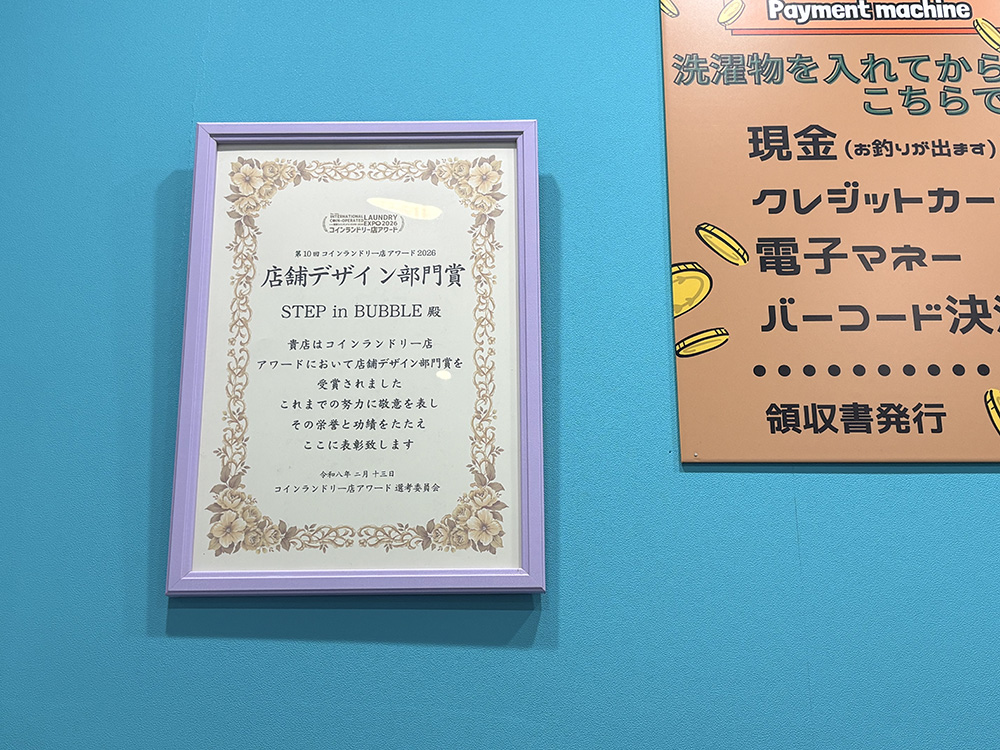 INTERNATIONAL
COIN-OPERATED
LAUNDRY
EXPO 2026
コインランドリー店アワード
第10回 コインランドリー店アワード2026
店舗デザイン部門賞
STEP in BUBBLE 殿
貴店はコインランドリー店
アワードにおいて店舗デザイン部門賞を
受賞されました
これまでの努力に敬意を表し
その栄誉と功績をたたえ
ここに表彰致します
令和八年 二月 十三日
コインランドリー店アワード 選考委員会
Payment machine
洗濯物を入れてから
こちらで
現金(お釣りが出ます)
クレジットカー
電子マネー
バーコード決済
領収書発行